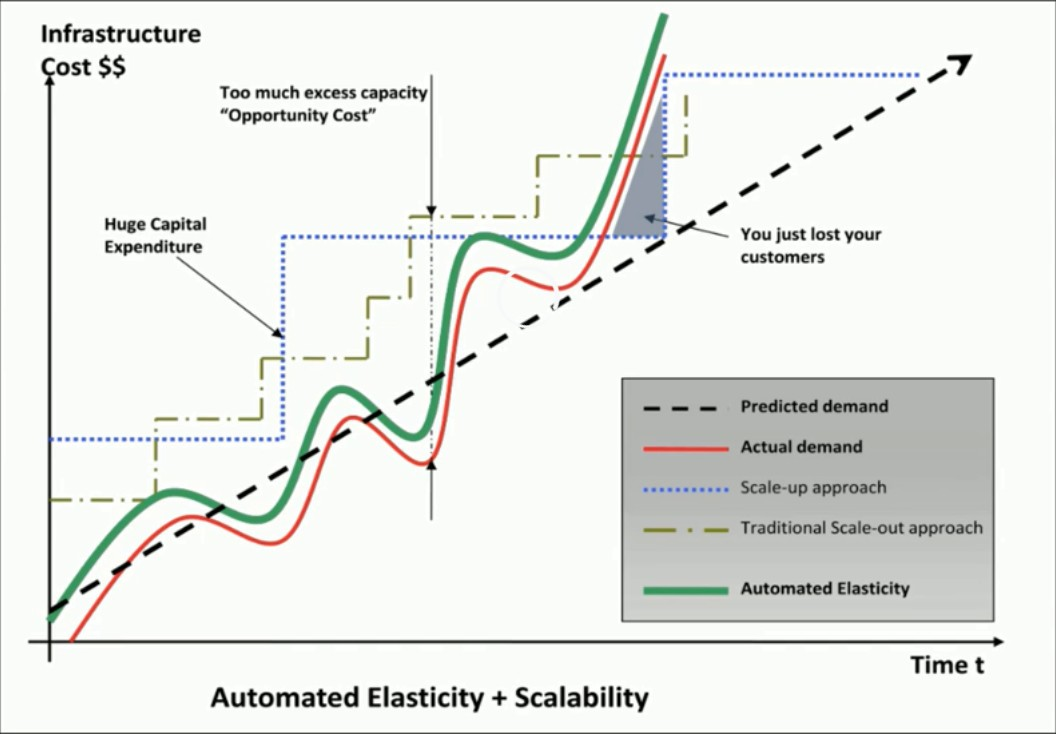 Infrastructure
Cost $$
Too much excess capacity
“Opportunity Cost”
Huge Capital
Expenditure
You just lost your
customers
Predicted demand
Actual demand
Scale-up approach
Traditional Scale-out approach
Automated Elasticity
Time t
Automated Elasticity + Scalability